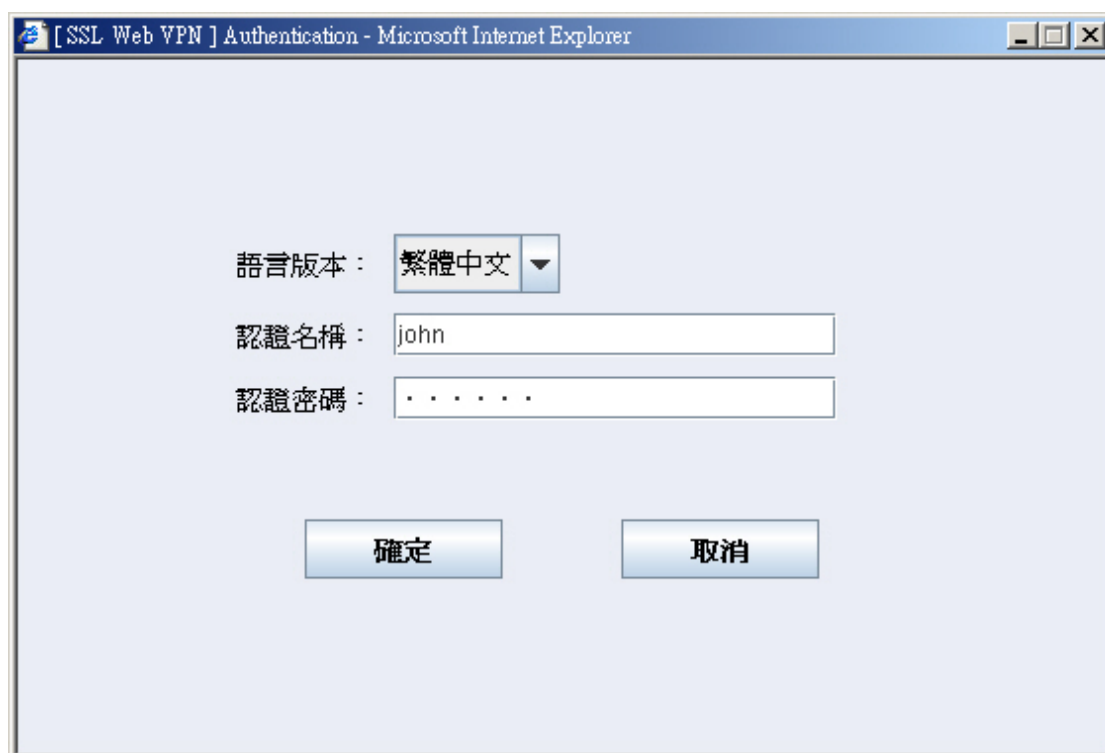 [ SSL Web VPN ] Authentication - Microsoft Internet Explorer
語言版本： 繁體中文
認證名稱： john
認證密碼： ······
確定 取消